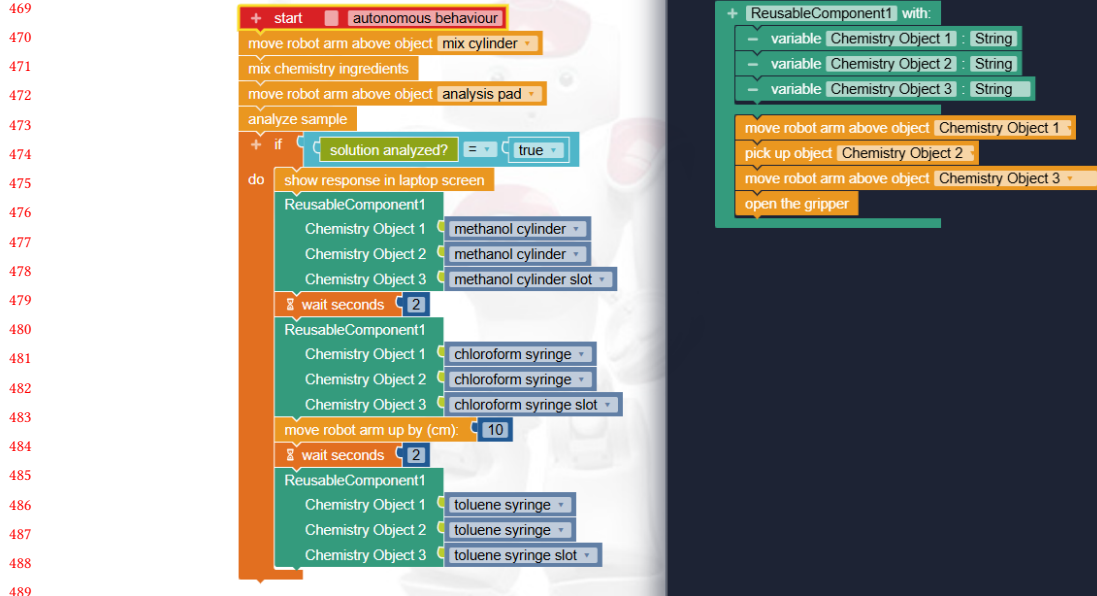 469
470
471
472
473
474
475
476
477
478
479
480
481
482
483
484
485
486
487
488
489
+ start autonomous behaviour
move robot arm above object mix cylinder
mix chemistry ingredients
move robot arm above object analysis pad
analyze sample
+ if solution analyzed? = true
do show response in laptop screen
ReusableComponent1
Chemistry Object 1 methanol cylinder
Chemistry Object 2 methanol cylinder
Chemistry Object 3 methanol cylinder slot
wait seconds 2
ReusableComponent1
Chemistry Object 1 chloroform syringe
Chemistry Object 2 chloroform syringe
Chemistry Object 3 chloroform syringe slot
move robot arm up by (cm): 10
wait seconds 2
ReusableComponent1
Chemistry Object 1 toluene syringe
Chemistry Object 2 toluene syringe
Chemistry Object 3 toluene syringe slot
+ ReusableComponent1 with:
− variable Chemistry Object 1 : String
− variable Chemistry Object 2 : String
− variable Chemistry Object 3 : String
move robot arm above object Chemistry Object 1
pick up object Chemistry Object 2
move robot arm above object Chemistry Object 3
open the gripper